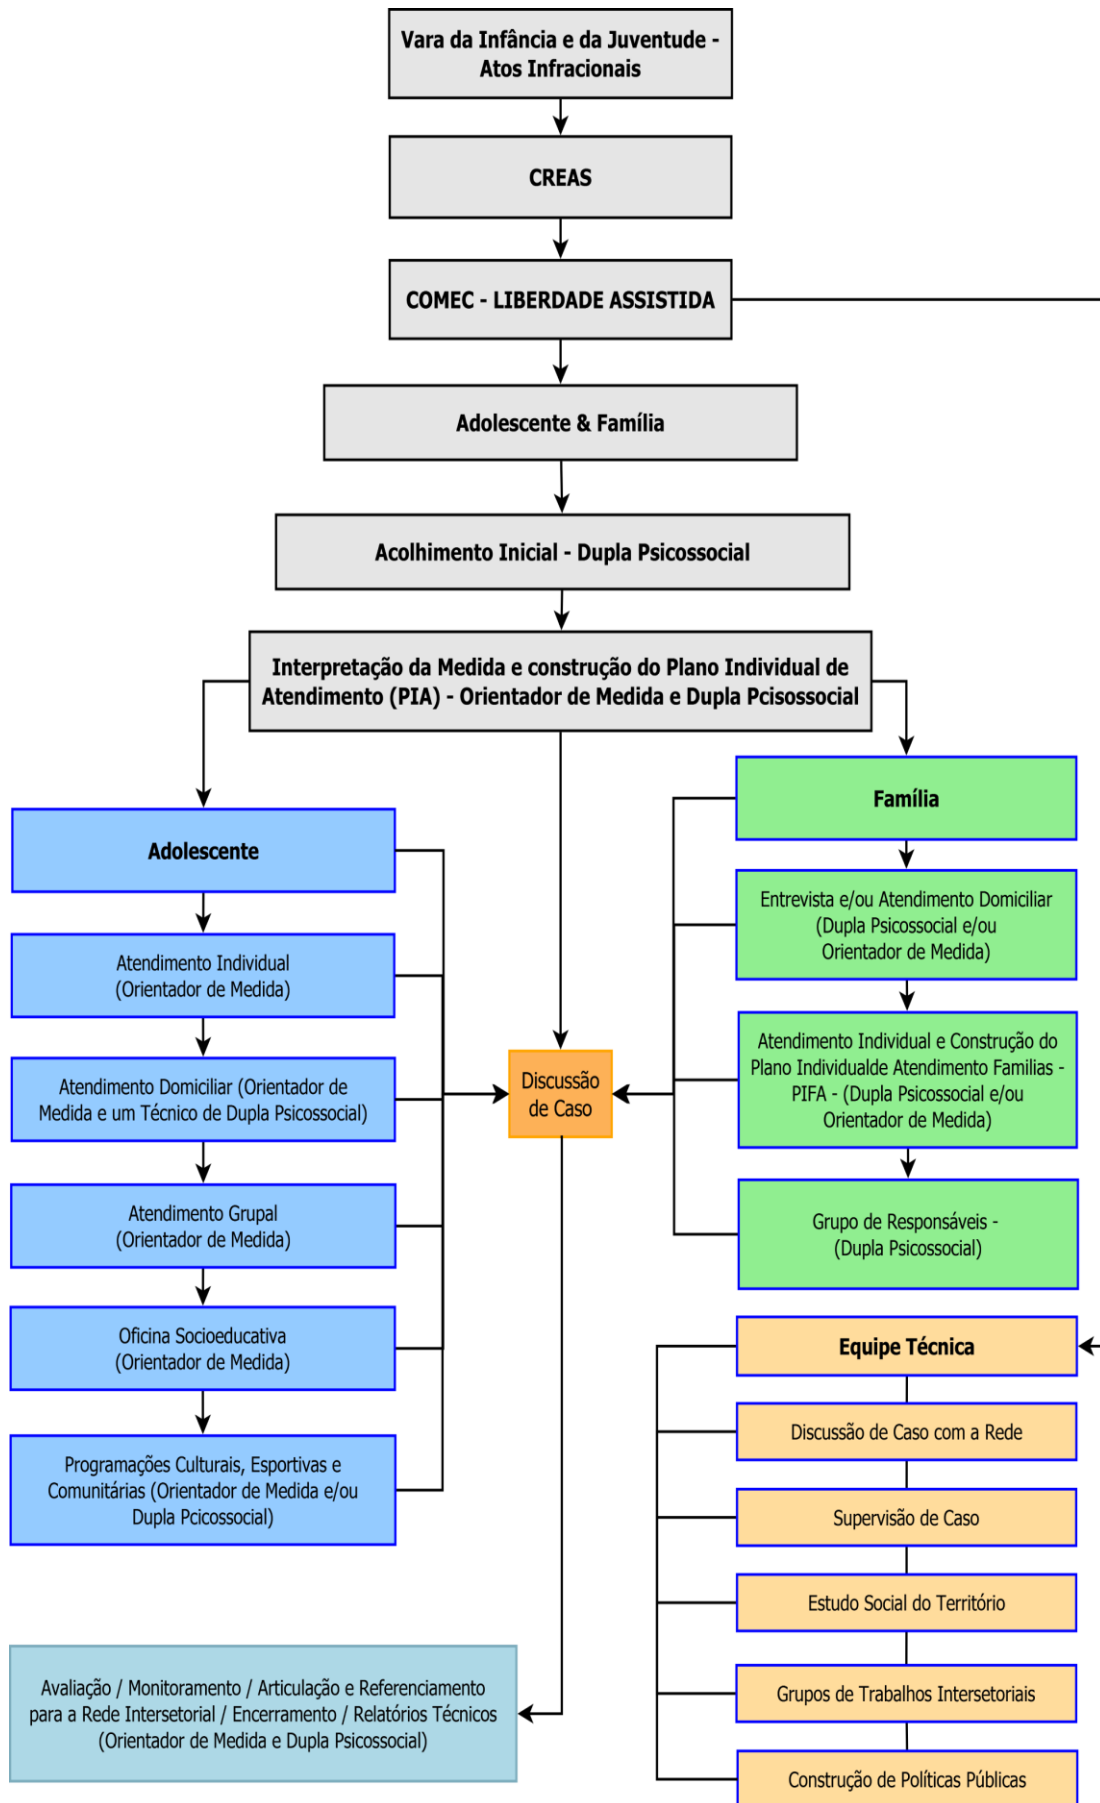 Vara da Infância e da Juventude -
Atos Infracionais
CREAS
COMEC - LIBERDADE ASSISTIDA
Adolescente & Família
Acolhimento Inicial - Dupla Psicossocial
Interpretação da Medida e construção do Plano Individual de
Atendimento (PIA) - Orientador de Medida e Dupla Pcisossocial
Adolescente
Atendimento Individual
(Orientador de Medida)
Atendimento Domiciliar (Orientador de
Medida e um Técnico de Dupla Psicossocial)
Atendimento Grupal
(Orientador de Medida)
Oficina Socioeducativa
(Orientador de Medida)
Programações Culturais, Esportivas e
Comunitárias (Orientador de Medida e/ou
Dupla Pcicossocial)
Discussão
de Caso
Família
Entrevista e/ou Atendimento Domiciliar
(Dupla Psicossocial e/ou
Orientador de Medida)
Atendimento Individual e Construção do
Plano Individualde Atendimento Familias -
PIFA - (Dupla Psicossocial e/ou
Orientador de Medida)
Grupo de Responsáveis -
(Dupla Psicossocial)
Equipe Técnica
Discussão de Caso com a Rede
Supervisão de Caso
Estudo Social do Território
Grupos de Trabalhos Intersetoriais
Construção de Políticas Públicas
Avaliação / Monitoramento / Articulação e Referenciamento
para a Rede Intersetorial / Encerramento / Relatórios Técnicos
(Orientador de Medida e Dupla Psicossocial)